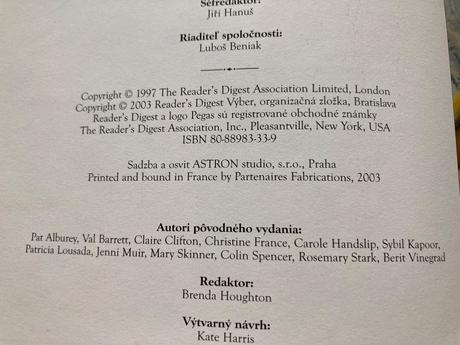 Šéfredaktor:
Jiří Hanuš
Riaditeľ spoločnosti:
Luboš Beniak
Copyright © 1997 The Reader's Digest Association Limited, London
Copyright © 2003 Reader's Digest Výber, organizačná zložka, Bratislava
Reader's Digest a logo Pegas sú registrované obchodné známky
The Reader's Digest Association, Inc., Pleasantville, New York, USA
ISBN 80-88983-33-9
Sadzba a osvit ASTRON studio, s.r.o., Praha
Printed and bound in France by Partenaires Fabrications, 2003
Autori pôvodného vydania:
Pat Alburey, Val Barrett, Claire Clifton, Christine France, Carole Handslip, Sybil Kapoor,
Patricia Lousada, Jenni Muir, Mary Skinner, Colin Spencer, Rosemary Stark, Berit Vinegrad
Redaktor:
Brenda Houghton
Výtvarný návrh:
Kate Harris